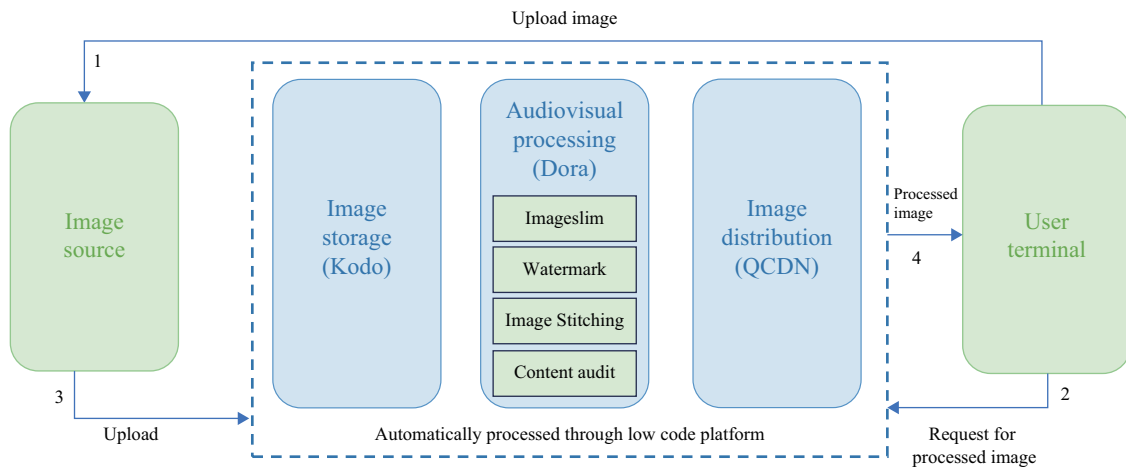 Upload image
1
Image
source
Image
storage
(Kodo)
Audiovisual
processing
(Dora)
Imageslim
Watermark
Image Stitching
Content audit
Image
distribution
(QCDN)
Processed
image
4
User
terminal
3
Upload
Automatically processed through low code platform
2
Request for
processed image